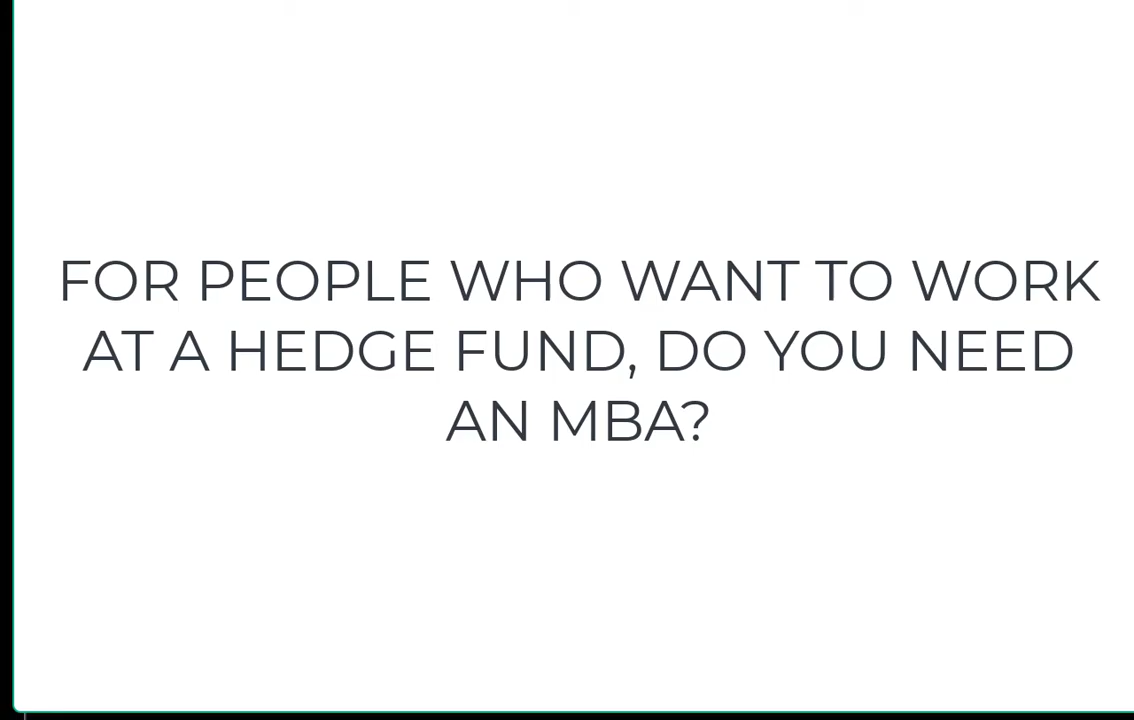 FOR PEOPLE WHO WANT TO WORK
AT A HEDGE FUND, DO YOU NEED
AN MBA?